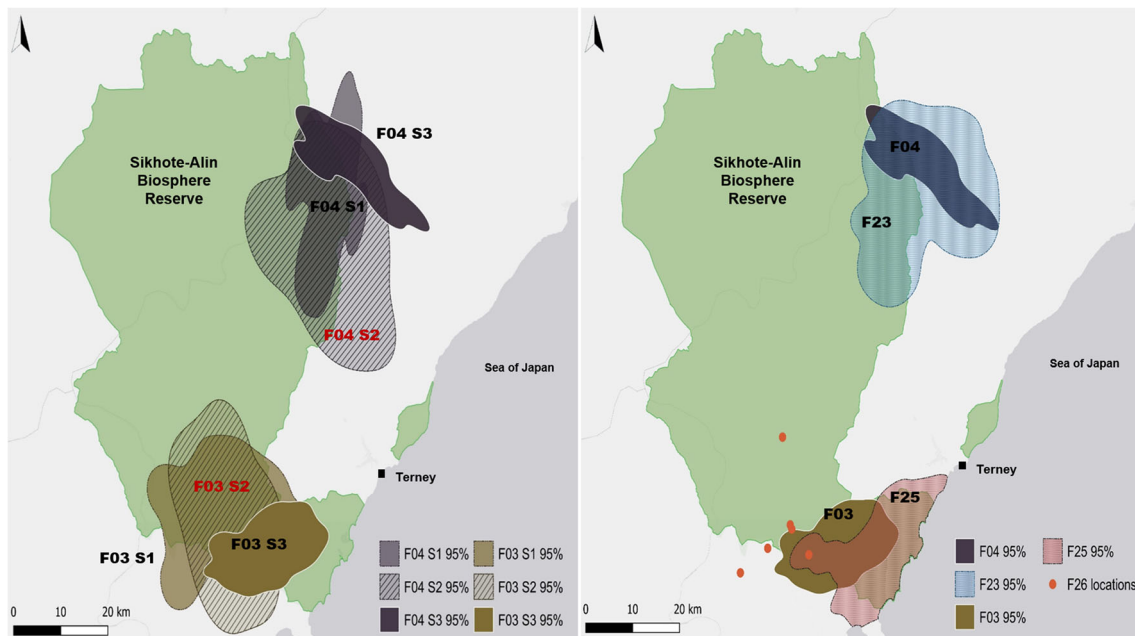 F04 S3
Sikhote-Alin
Biosphere
Reserve
F04 S1
F04 S2
Sea of Japan
Terney
F03 S2
F03 S1
F03 S3
F04 S1 95%
F03 S1 95%
F04 S2 95%
F03 S2 95%
F04 S3 95%
F03 S3 95%
0 10 20 km
Sikhote-Alin
Biosphere
Reserve
F04
F23
Sea of Japan
Terney
F25
F03
F04 95%
F25 95%
F23 95%
F26 locations
F03 95%
0 10 20 km